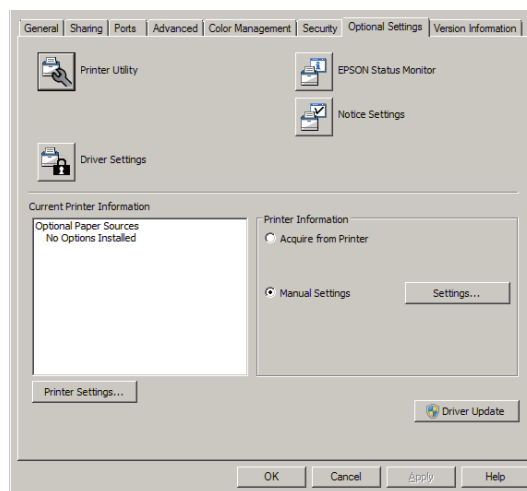 General Sharing Ports Advanced Color Management Security Optional Settings Version Information
Printer Utility
EPSON Status Monitor
Notice Settings
Driver Settings
Current Printer Information
Optional Paper Sources
No Options Installed
Printer Information
Acquire from Printer
Manual Settings
Settings...
Printer Settings...
Driver Update
OK Cancel Apply Help